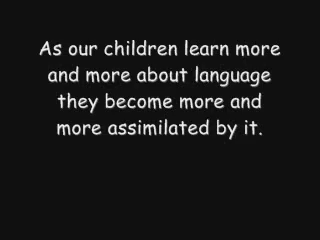 As our children learn more
and more about language
they become more and
more assimilated by it.